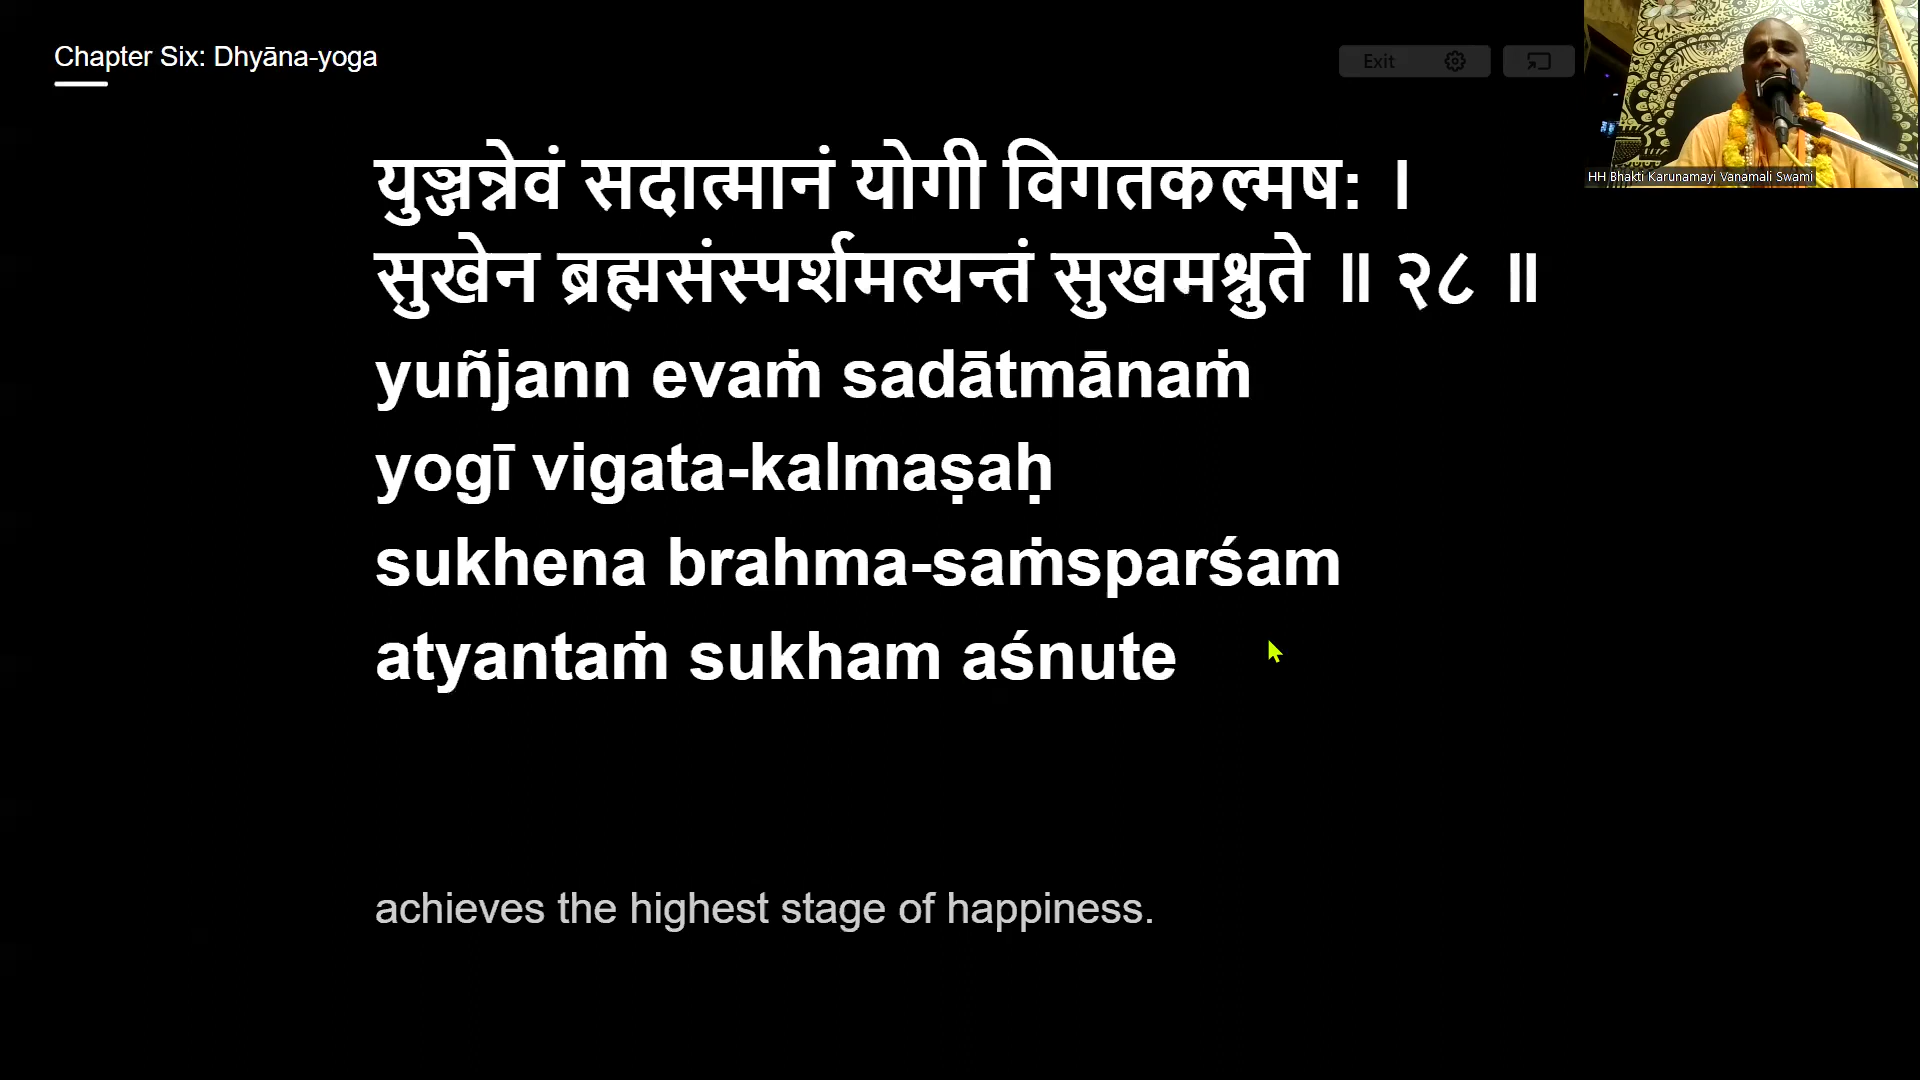 Chapter Six: Dhyāna-yoga
Exit
HH Bhakti Karunamayi Vanamali Swami
युञ्जन्नेवं सदात्मानं योगी विगतकल्मष: ।
सुखेन ब्रह्मसंस्पर्शमत्यन्तं सुखमश्नुते ॥ २८ ॥
yuñjann evaṁ sadātmānaṁ
yogī vigata-kalmaṣaḥ
sukhena brahma-saṁsparśam
atyantaṁ sukham aśnute
achieves the highest stage of happiness.